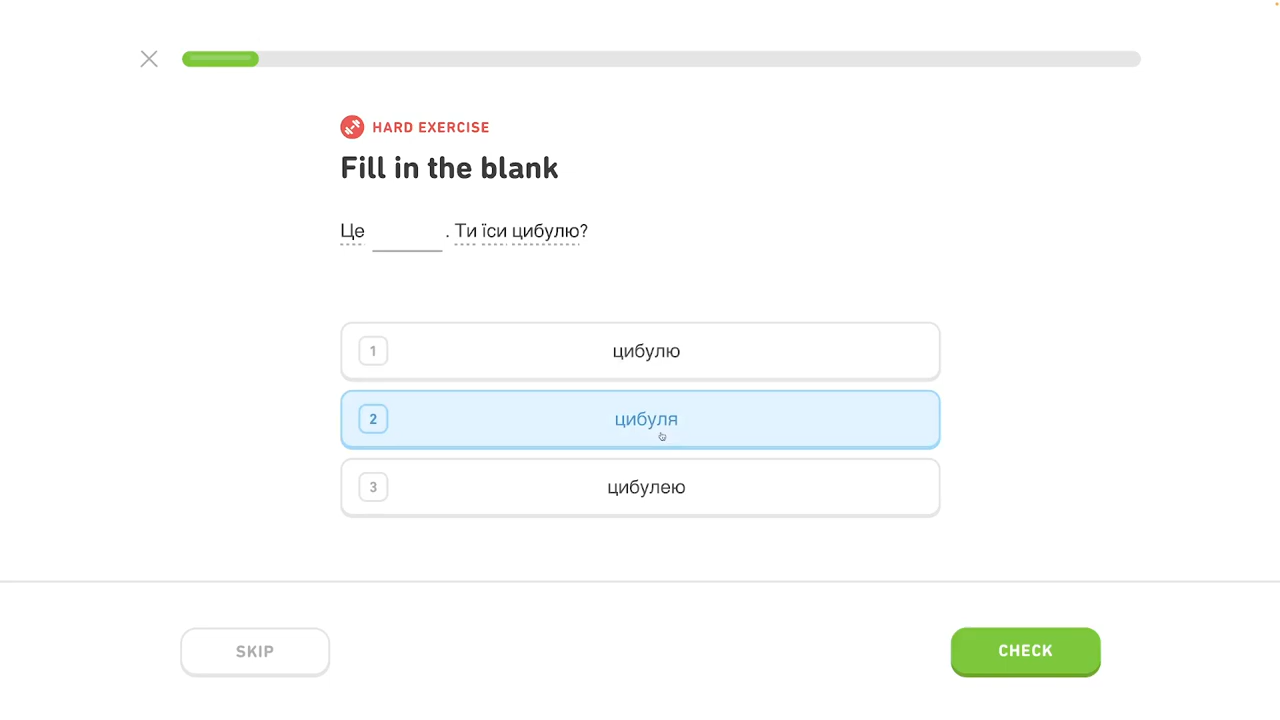 HARD EXERCISE
Fill in the blank
Це ______ . Ти їси цибулю?
1 цибулю
2 цибуля
3 цибулею
SKIP
CHECK